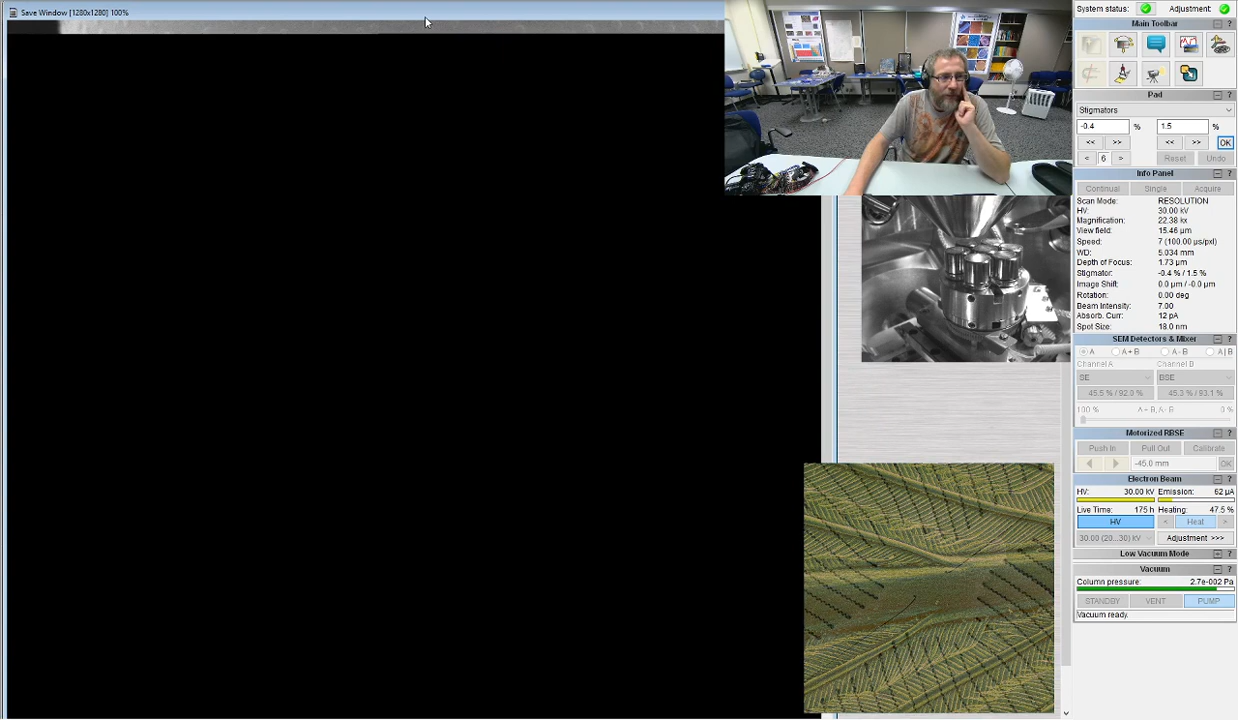 Save Window [1280x1280] 100%
System status: Adjustment:
Main Toolbar - ?
Pad - ?
Stigmators
-0.4 % 1.5 %
<< >> << >> OK
< 6 > Reset Undo
Info Panel - ?
Continual Single Acquire
Scan Mode: RESOLUTION
HV: 30.00 kV
Magnification: 22.38 kx
View field: 15.46 µm
Speed: 7 (100.00 µs/pxl)
WD: 5.034 mm
Depth of Focus: 1.73 µm
Stigmator: -0.4 % / 1.5 %
Image Shift: 0.0 µm / -0.0 µm
Rotation: 0.00 deg
Beam Intensity: 7.00
Absorb. Curr: 12 pA
Spot Size: 18.0 nm
SEM Detectors & Mixer - ?
A A + B A - B A | B
Channel A Channel B
SE BSE
45.5 % / 92.0 % 45.3 % / 93.1 %
100 % A + B, A - B 0 %
Motorized RBSE - ?
Push In Pull Out Calibrate
-45.0 mm OK
Electron Beam - ?
HV: 30.00 kV Emission: 62 µA
Live Time: 175 h Heating: 47.5 %
HV < Heat >
30.00 (20...30) kV Adjustment >>>
Low Vacuum Mode + ?
Vacuum - ?
Column pressure: 2.7e-002 Pa
STANDBY VENT PUMP
Vacuum ready.